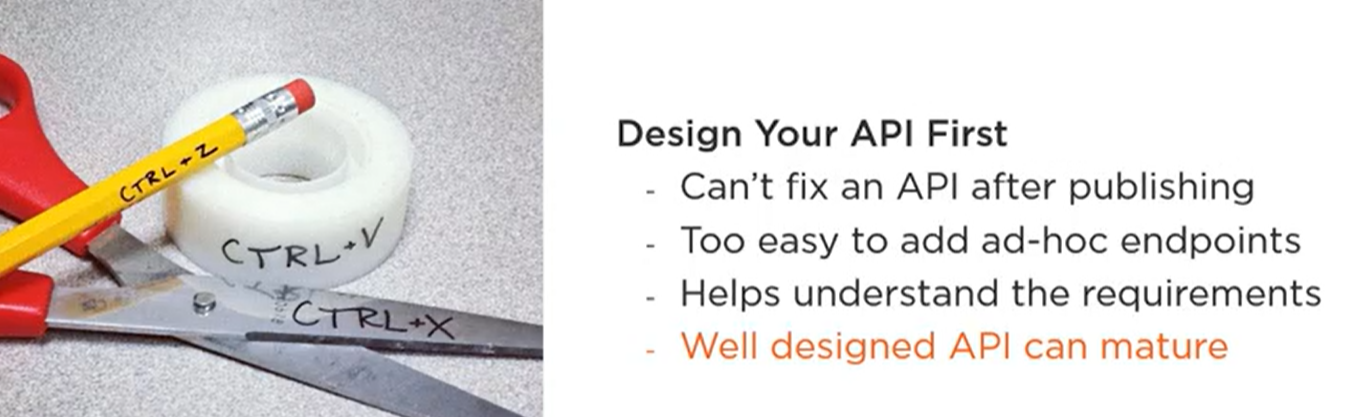 CTRL+Z
CTRL+V
CTRL+X
Design Your API First
- Can't fix an API after publishing
- Too easy to add ad-hoc endpoints
- Helps understand the requirements
- Well designed API can mature